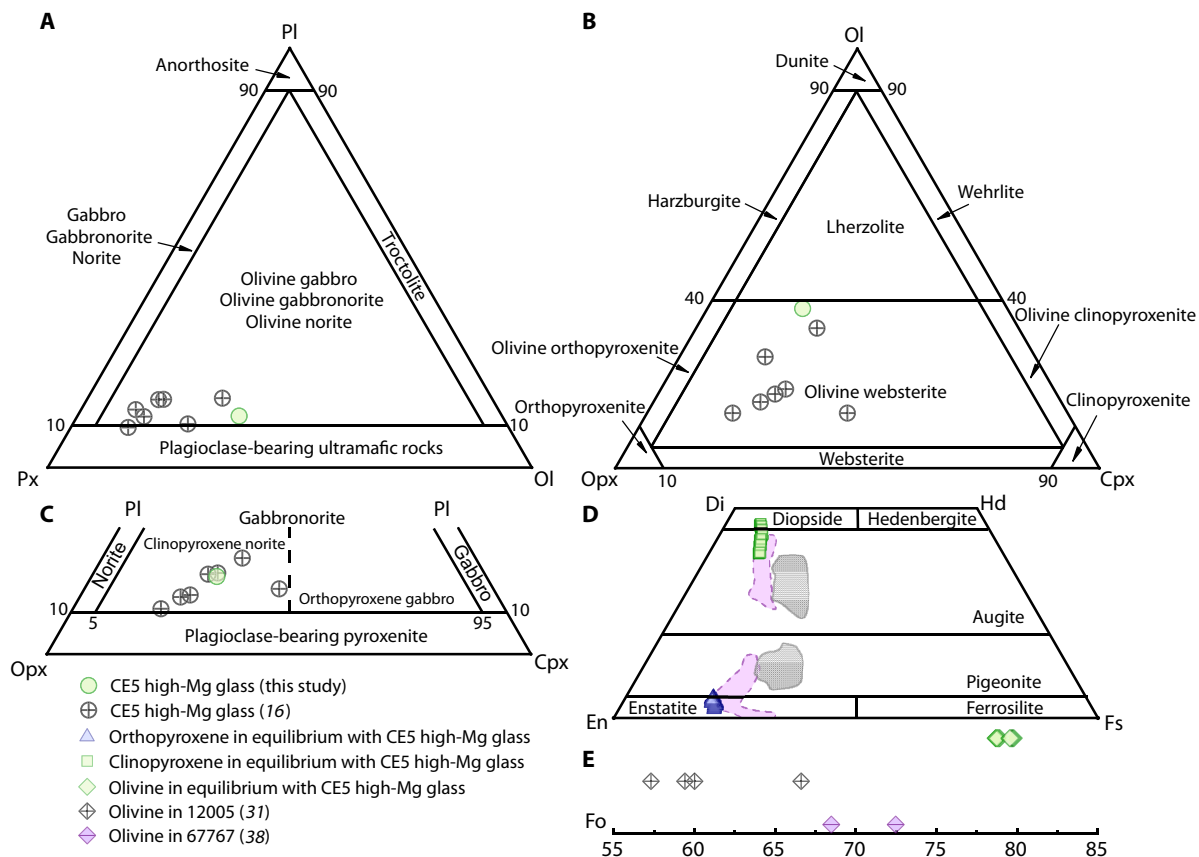 A
Pl
Anorthosite
90
90
Gabbro
Gabbronorite
Norite
Troctolite
Olivine gabbro
Olivine gabbronorite
Olivine norite
10
10
Plagioclase-bearing ultramafic rocks
Px
Ol
B
Ol
Dunite
90
90
Harzburgite
Wehrlite
Lherzolite
40
40
Olivine clinopyroxenite
Olivine orthopyroxenite
Olivine websterite
Orthopyroxenite
Clinopyroxenite
Websterite
Opx
10
90
Cpx
C
Pl
Gabbronorite
Pl
Norite
Clinopyroxene norite
Gabbro
Orthopyroxene gabbro
10
10
5
95
Plagioclase-bearing pyroxenite
Opx
Cpx
CE5 high-Mg glass (this study)
CE5 high-Mg glass (16)
Orthopyroxene in equilibrium with CE5 high-Mg glass
Clinopyroxene in equilibrium with CE5 high-Mg glass
Olivine in equilibrium with CE5 high-Mg glass
Olivine in 12005 (31)
Olivine in 67767 (38)
D
Di
Hd
Diopside
Hedenbergite
Augite
Pigeonite
Enstatite
Ferrosilite
En
Fs
E
Fo
55
60
65
70
75
80
85